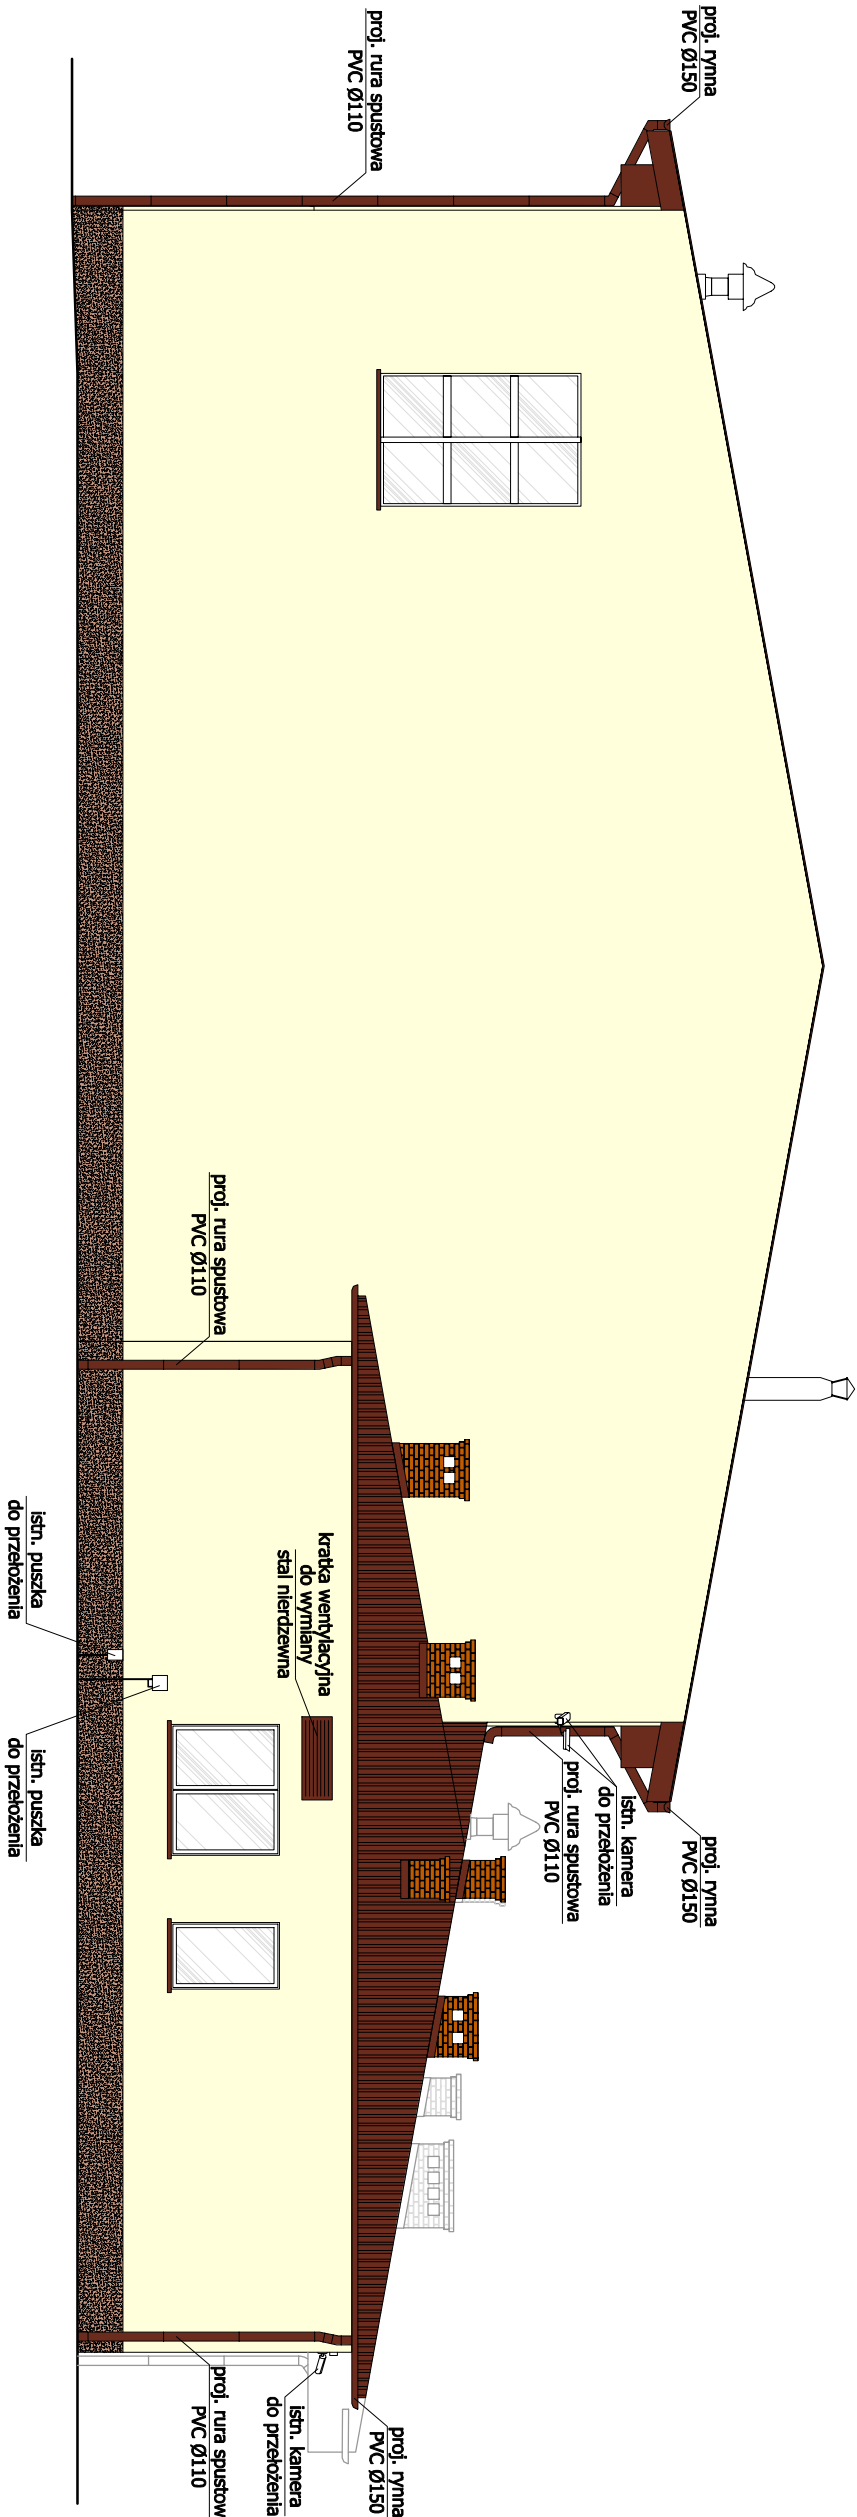 proj. rynna
PVC Ø150
proj. rura spustowa
PVC Ø110
proj. rura spustowa
PVC Ø110
istn. puszka
do przełożenia
kratka wentylacyjna
do wymiany
stal nierdzewna
istn. puszka
do przełożenia
proj. rura spustowa
PVC Ø110
istn. kamera
do przełożenia
proj. rynna
PVC Ø150
proj. rura spustow
PVC Ø110
istn. kamera
do przełożenia
proj. rynna
PVC Ø150